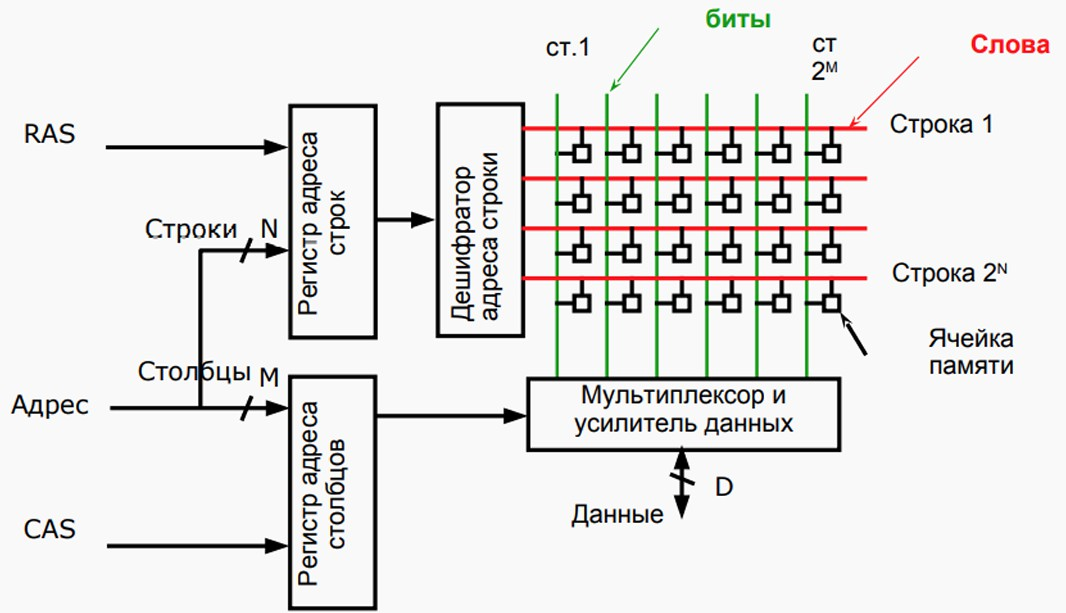 биты
ст.1
ст
2ᴹ
Слова
RAS
Строка 1
Строки N
Регистр адреса
строк
Дешифратор
адреса строки
Строка 2ᴺ
Ячейка
памяти
Столбцы M
Адрес
Регистр адреса
столбцов
Мультиплексор и
усилитель данных
D
Данные
CAS